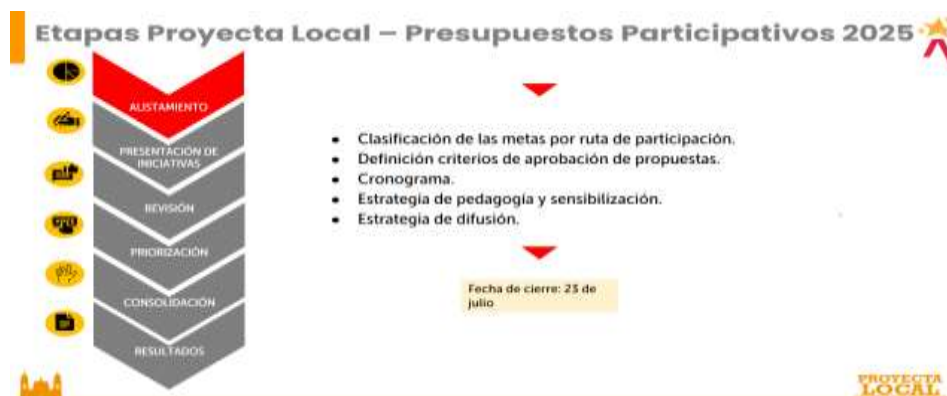 Etapas Proyecta Local – Presupuestos Participativos 2025
ALISTAMIENTO
PRESENTACIÓN DE
INICIATIVAS
REVISIÓN
PRIORIZACIÓN
CONSOLIDACIÓN
RESULTADOS
• Clasificación de las metas por ruta de participación.
• Definición criterios de aprobación de propuestas.
• Cronograma.
• Estrategia de pedagogía y sensibilización.
• Estrategia de difusión.
Fecha de cierre: 23 de
julio
PROYECTA
LOCAL